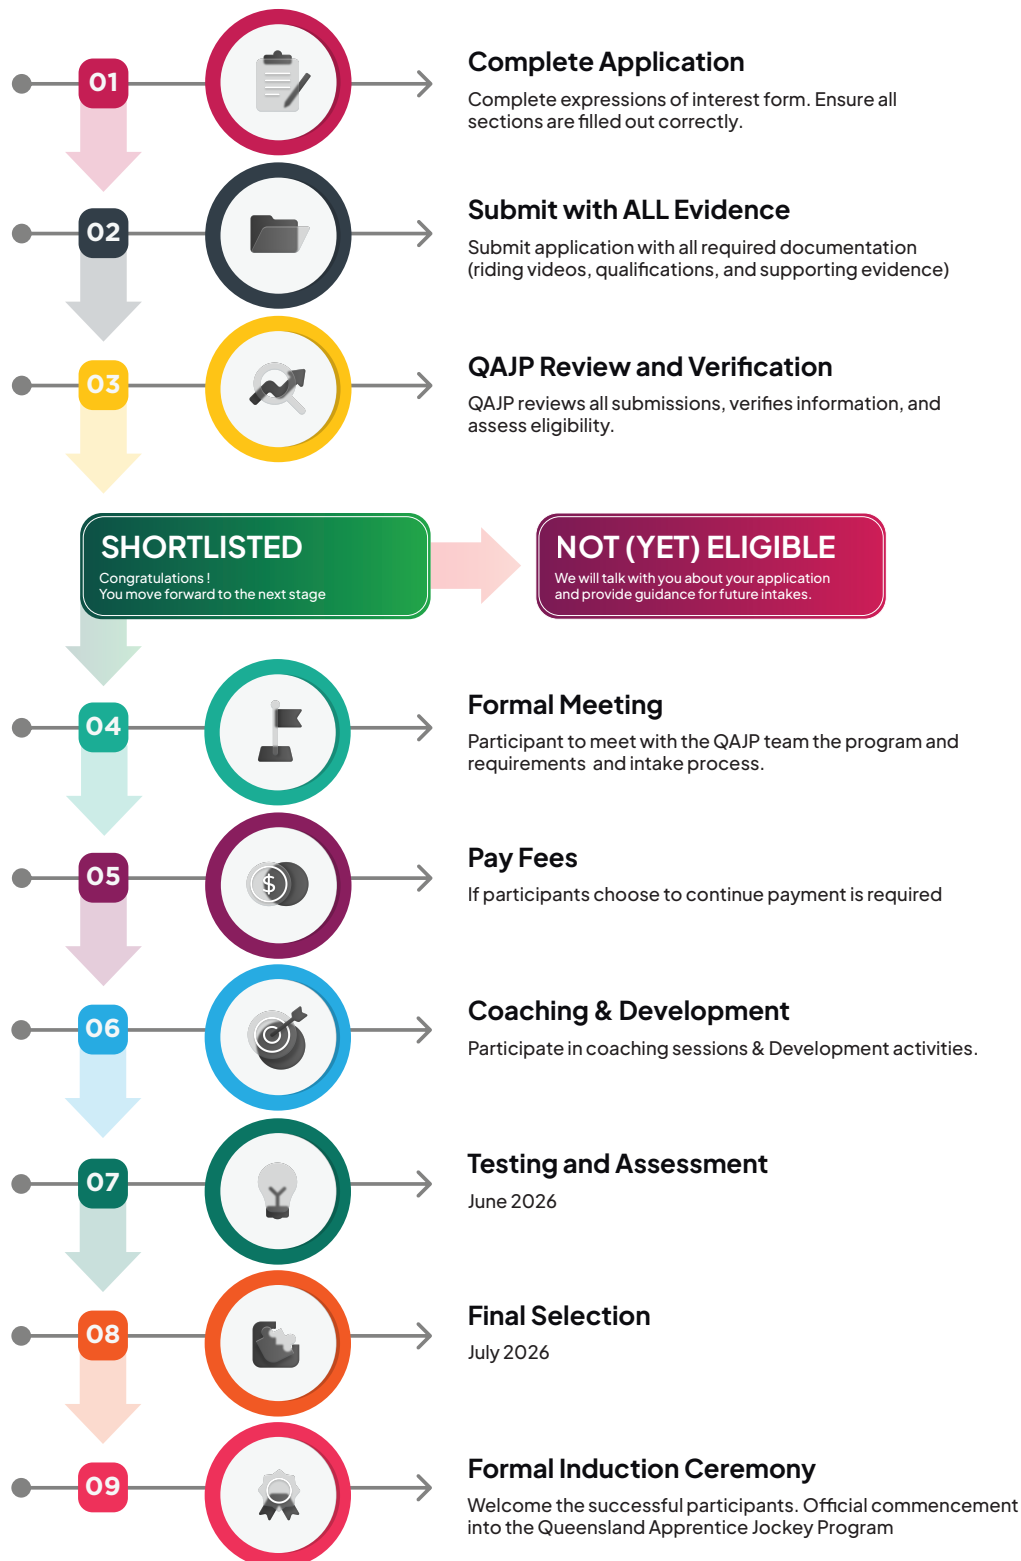 01
Complete Application
Complete expressions of interest form. Ensure all
sections are filled out correctly.
02
Submit with ALL Evidence
Submit application with all required documentation
(riding videos, qualifications, and supporting evidence)
03
QAJP Review and Verification
QAJP reviews all submissions, verifies information, and
assess eligibility.
SHORTLISTED
Congratulations !
You move forward to the next stage
NOT (YET) ELIGIBLE
We will talk with you about your application
and provide guidance for future intakes.
04
Formal Meeting
Participant to meet with the QAJP team the program and
requirements and intake process.
05
$
Pay Fees
If participants choose to continue payment is required
06
Coaching & Development
Participate in coaching sessions & Development activities.
07
Testing and Assessment
June 2026
08
Final Selection
July 2026
09
Formal Induction Ceremony
Welcome the successful participants. Official commencement
into the Queensland Apprentice Jockey Program